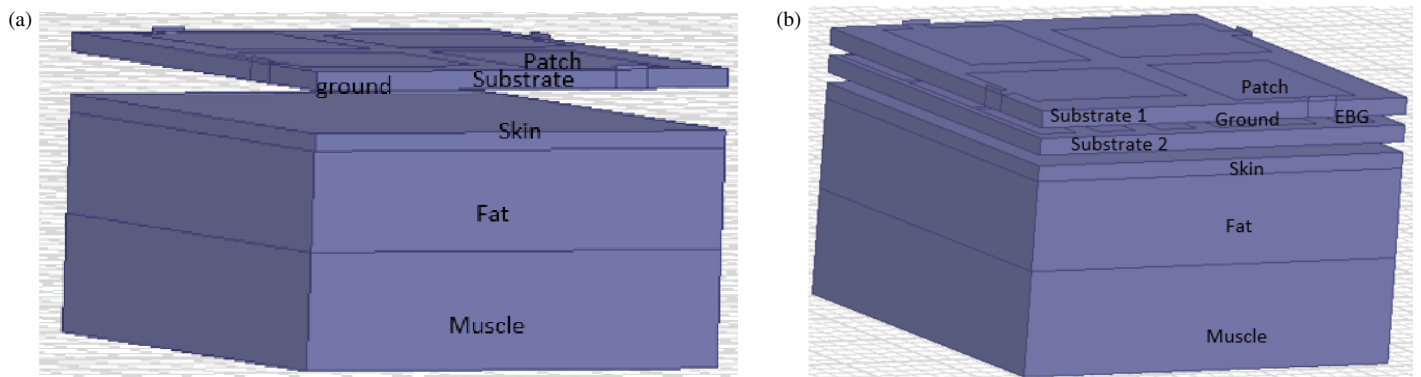 (a)
Patch
Substrate
ground
Skin
Fat
Muscle
(b)
Patch
Substrate 1
Ground
EBG
Substrate 2
Skin
Fat
Muscle